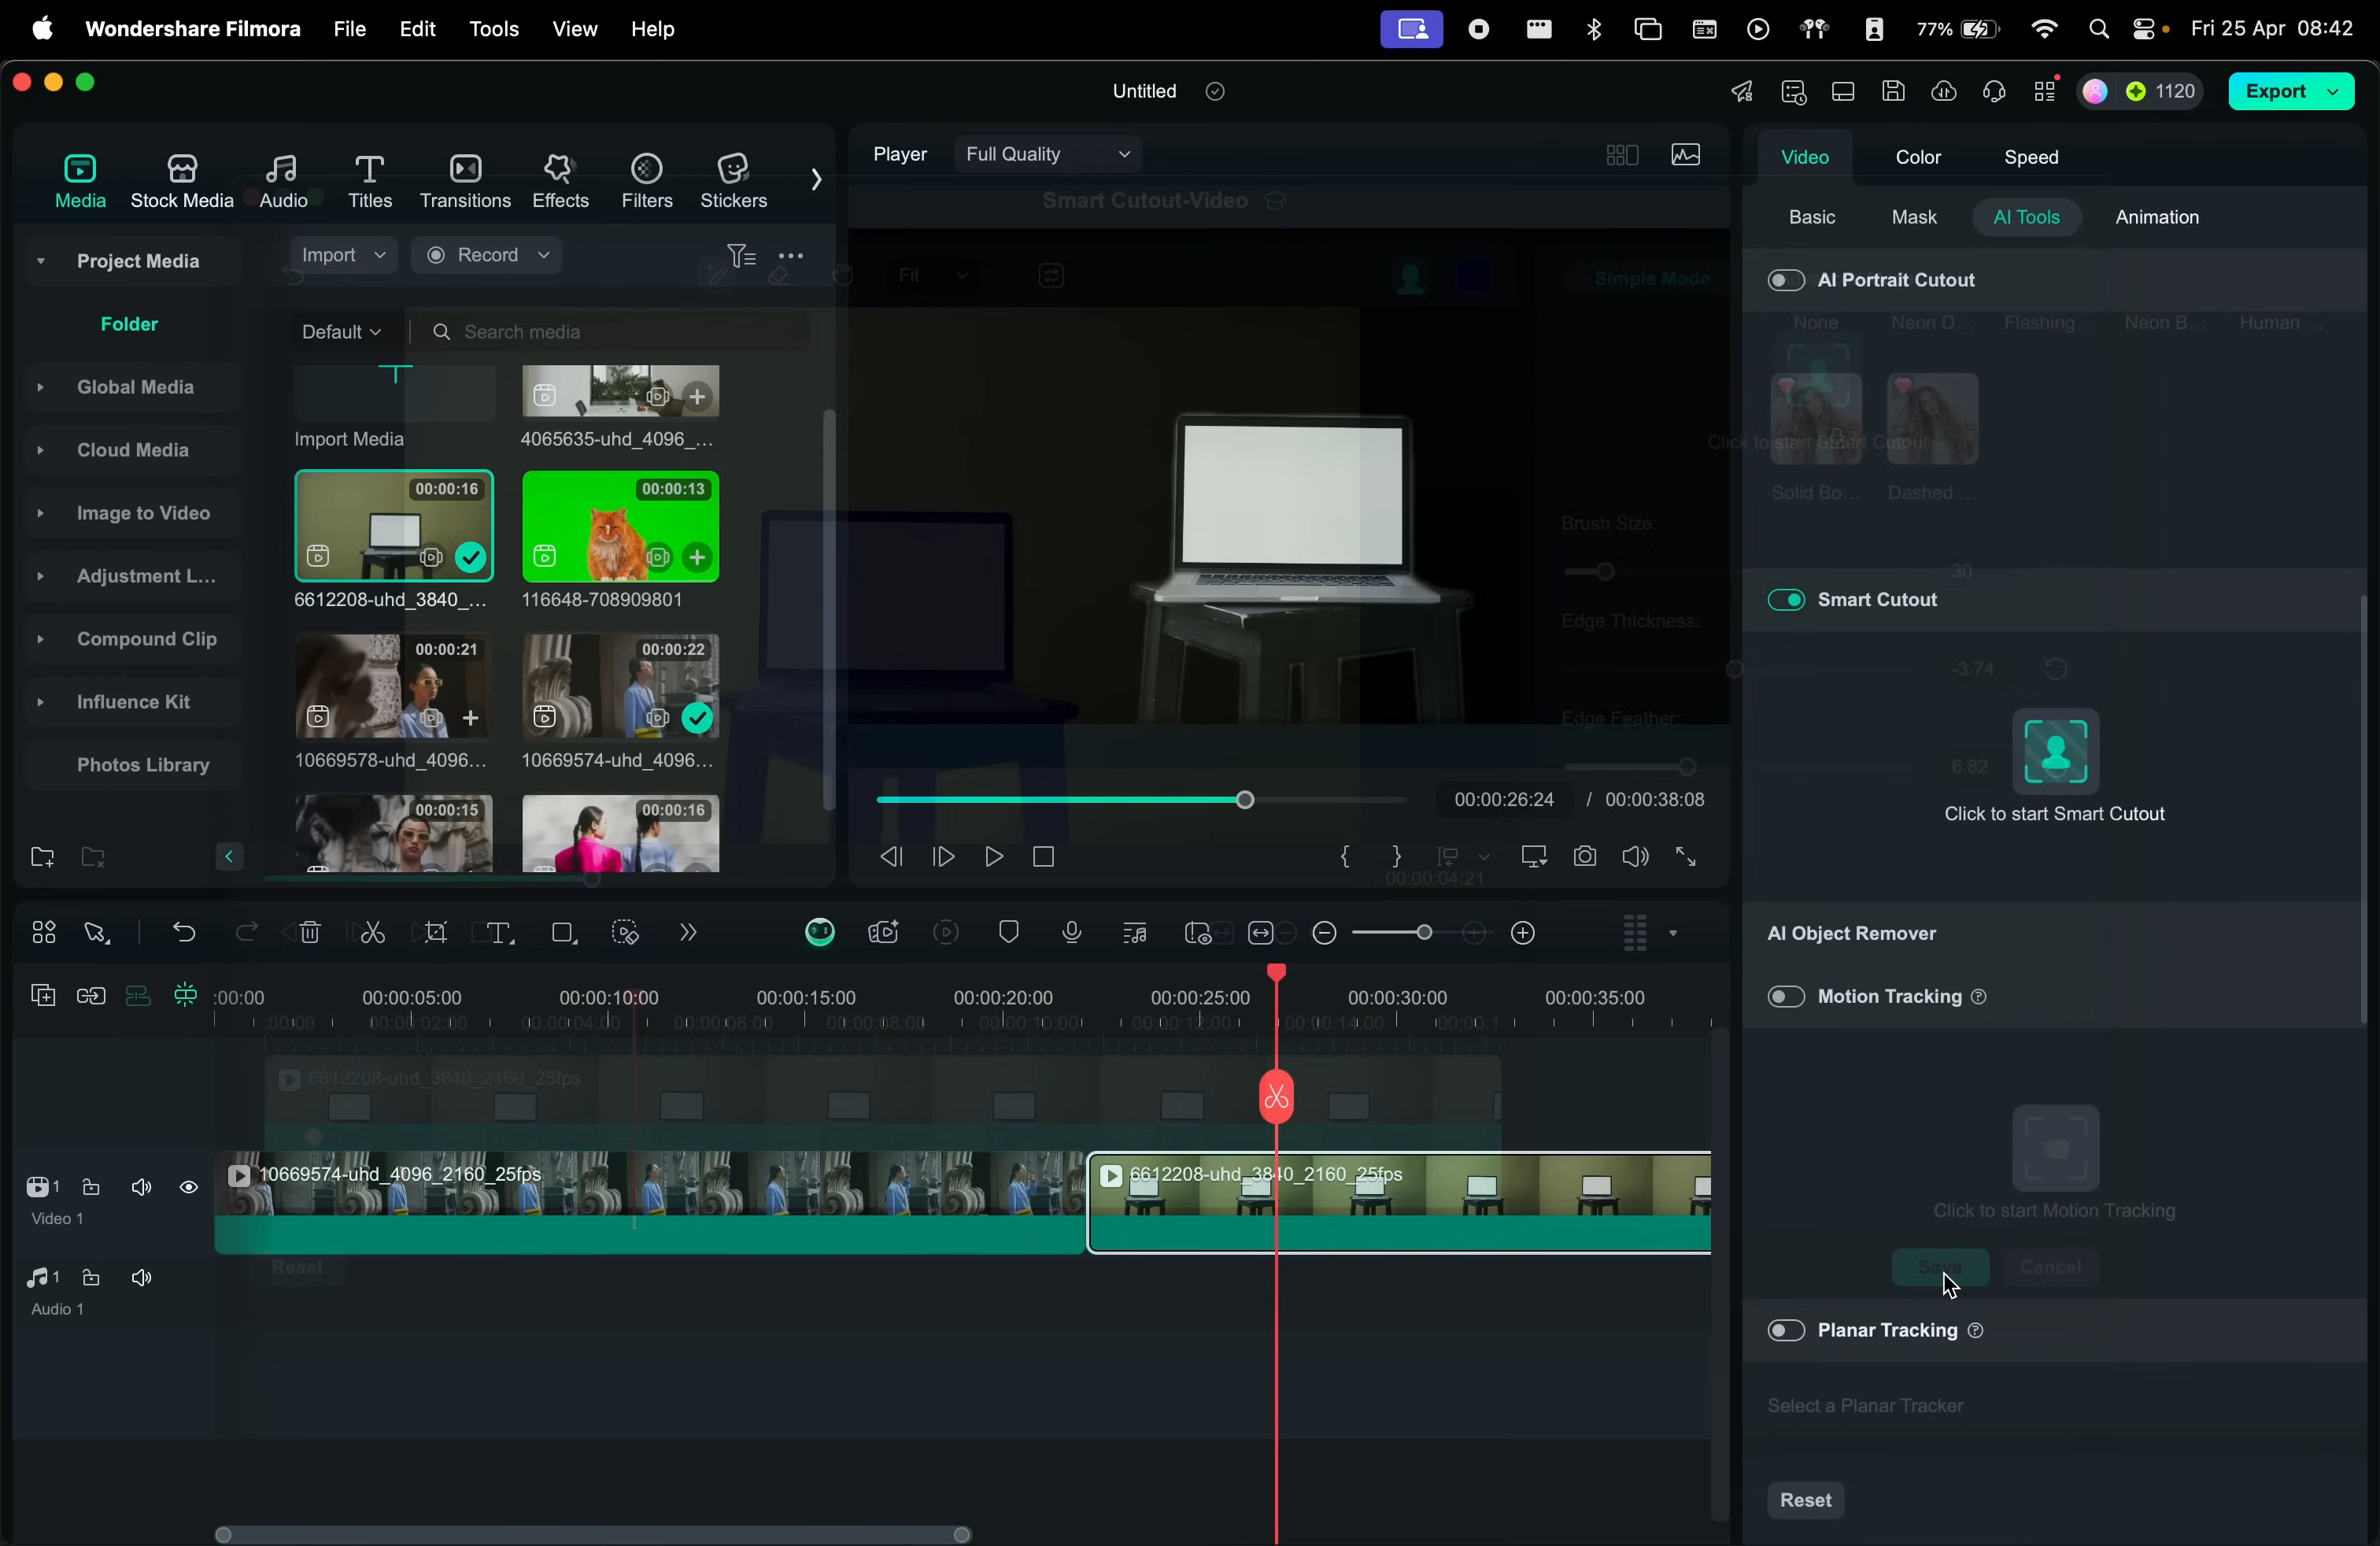 Wondershare Filmora File Edit Tools View Help 77% Fri 25 Apr 08:42
Untitled 1120 Export
Media Stock Media Audio Titles Transitions Effects Filters Stickers
Player Full Quality
Smart Cutout-Video
Video Color Speed
Basic Mask AI Tools Animation
Project Media
Folder
Global Media
Cloud Media
Image to Video
Adjustment L...
Compound Clip
Influence Kit
Photos Library
Import Record
Default Search media
Import Media 4065635-uhd_4096_...
00:00:16 00:00:13
6612208-uhd_3840_... 116648-708909801
00:00:21 00:00:22
10669578-uhd_4096... 10669574-uhd_4096...
00:00:15 00:00:16
Fit
Simple Mode
Brush Size:
30
Edge Thickness:
-3.74
Edge Feather:
6.82
00:00:26:24 / 00:00:38:08
00:00:04:21
AI Portrait Cutout
None Neon D... Flashing... Neon B... Human ...
Click to start Smart Cutout
Solid Bo... Dashed ...
Smart Cutout
Click to start Smart Cutout
AI Object Remover
Motion Tracking
Click to start Motion Tracking
Save Cancel
Planar Tracking
Select a Planar Tracker
Reset
:00:00 00:00:05:00 00:00:10:00 00:00:15:00 00:00:20:00 00:00:25:00 00:00:30:00 00:00:35:00
:00:00 00:00:02:00 00:00:04:00 00:00:06:00 00:00:08:00 00:00:10:00 00:00:12:00 00:00:14:00 00:00:1
6612208-uhd_3840_2160_25fps
10669574-uhd_4096_2160_25fps 6612208-uhd_3840_2160_25fps
1
Video 1
Reset
1
Audio 1